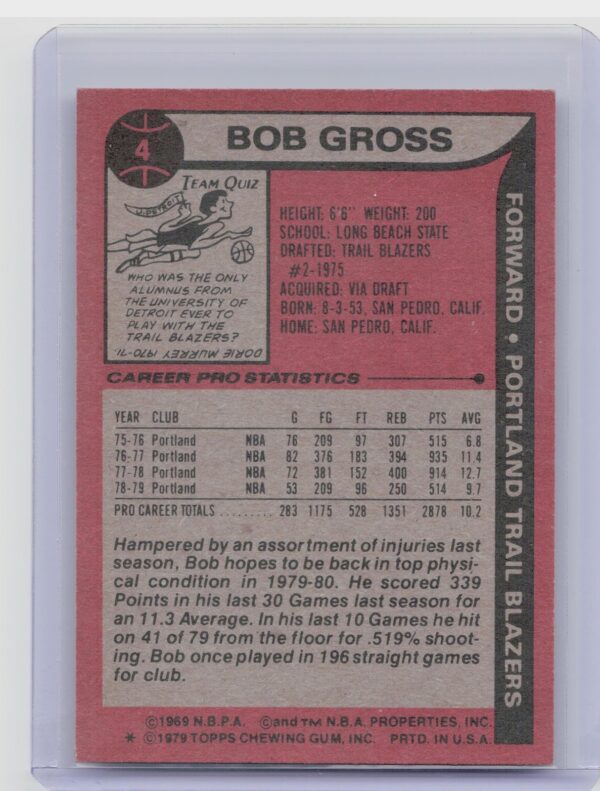 4
BOB GROSS
TEAM QUIZ
U. DETROIT
WHO WAS THE ONLY
ALUMNUS FROM
THE UNIVERSITY OF
DETROIT EVER TO
PLAY WITH THE
TRAIL BLAZERS?
DORIE MURREY 1970-71.
HEIGHT: 6'6" WEIGHT: 200
SCHOOL: LONG BEACH STATE
DRAFTED: TRAIL BLAZERS
#2-1975
ACQUIRED: VIA DRAFT
BORN: 8-3-53, SAN PEDRO, CALIF.
HOME: SAN PEDRO, CALIF.
FORWARD • PORTLAND TRAIL BLAZERS
CAREER PRO STATISTICS
YEAR CLUB G FG FT REB PTS AVG
75-76 Portland NBA 76 209 97 307 515 6.8
76-77 Portland NBA 82 376 183 394 935 11.4
77-78 Portland NBA 72 381 152 400 914 12.7
78-79 Portland NBA 53 209 96 250 514 9.7
PRO CAREER TOTALS ......... 283 1175 528 1351 2878 10.2
Hampered by an assortment of injuries last
season, Bob hopes to be back in top physi-
cal condition in 1979-80. He scored 339
Points in his last 30 Games last season for
an 11.3 Average. In his last 10 Games he hit
on 41 of 79 from the floor for .519% shoot-
ing. Bob once played in 196 straight games
for club.
©1969 N.B.P.A. ©and TM N.B.A. PROPERTIES, INC.
* ©1979 TOPPS CHEWING GUM, INC. PRTD. IN U.S.A.